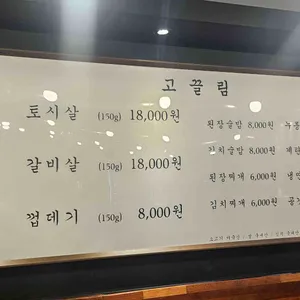 고끌림
토시살 (150g) 18,000원
갈비살 (150g) 18,000원
껍데기 (150g) 8,000원
된장술밥 8,000원
김치술밥 8,000원
된장찌개 6,000원
김치찌개 6,000원